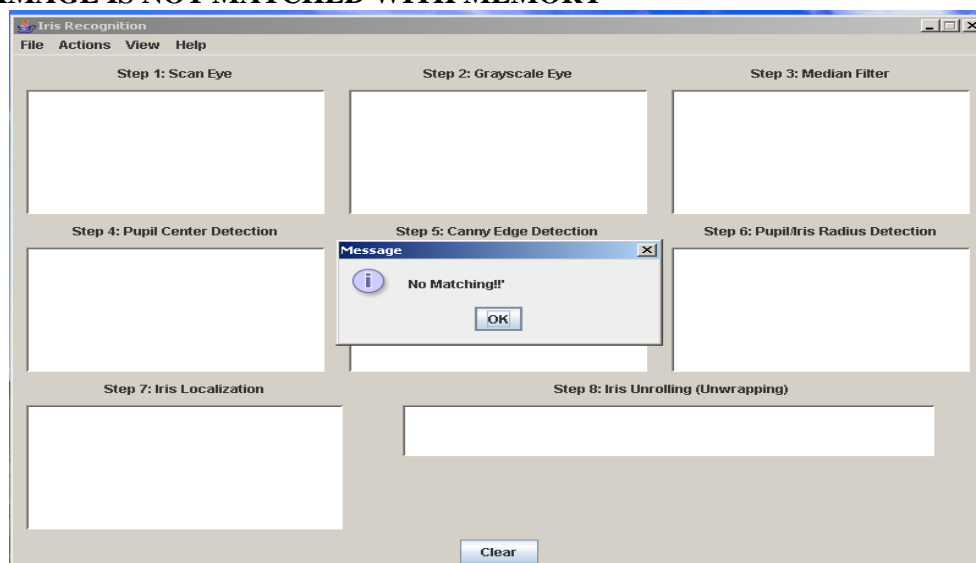 IS NOT MATCHED WITH MEMORY
Iris Recognition
File Actions View Help
Step 1: Scan Eye Step 2: Grayscale Eye Step 3: Median Filter
Step 4: Pupil Center Detection Step 5: Canny Edge Detection Step 6: Pupil/Iris Radius Detection
Message
No Matching!!'
OK
Step 7: Iris Localization Step 8: Iris Unrolling (Unwrapping)
Clear